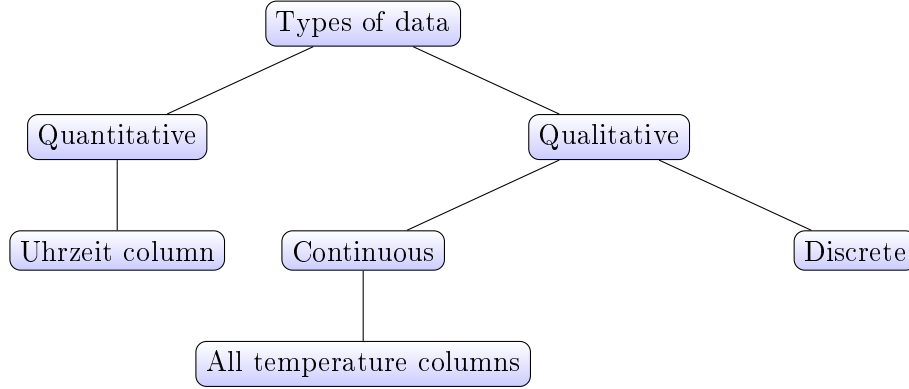 Types of data
Quantitative
Qualitative
Uhrzeit column
Continuous
Discrete
All temperature columns